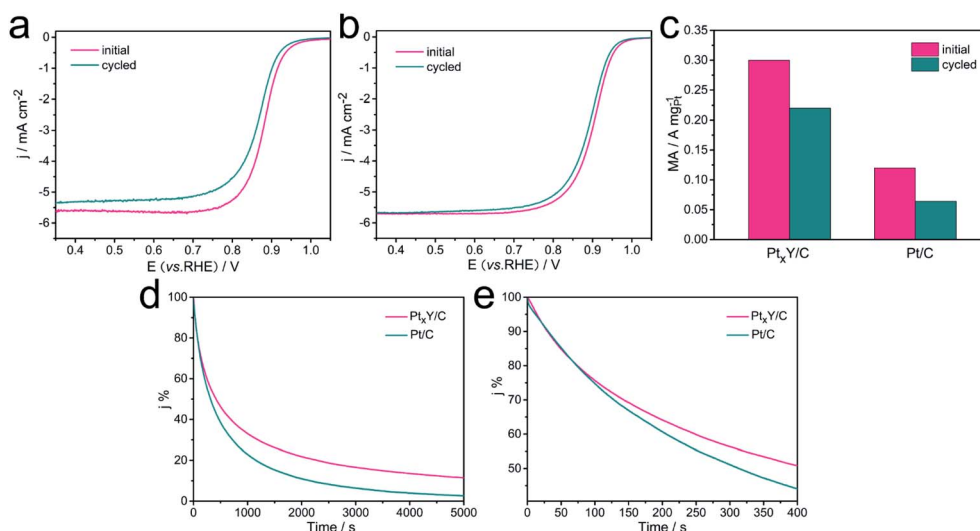 a
0
-1
-2
-3
-4
-5
-6
j / mA cm-2
initial
cycled
0.4 0.5 0.6 0.7 0.8 0.9 1.0
E (vs.RHE) / V
b
0
-1
-2
-3
-4
-5
-6
j / mA cm-2
initial
cycled
0.4 0.5 0.6 0.7 0.8 0.9 1.0
E (vs.RHE) / V
c
0.35
0.30
0.25
0.20
0.15
0.10
0.05
0.00
MA / A mg-1Pt
initial
cycled
PtxY/C Pt/C
d
100
80
60
40
20
0
j %
PtxY/C
Pt/C
0 1000 2000 3000 4000 5000
Time / s
e
100
90
80
70
60
50
j %
PtxY/C
Pt/C
0 50 100 150 200 250 300 350 400
Time / s